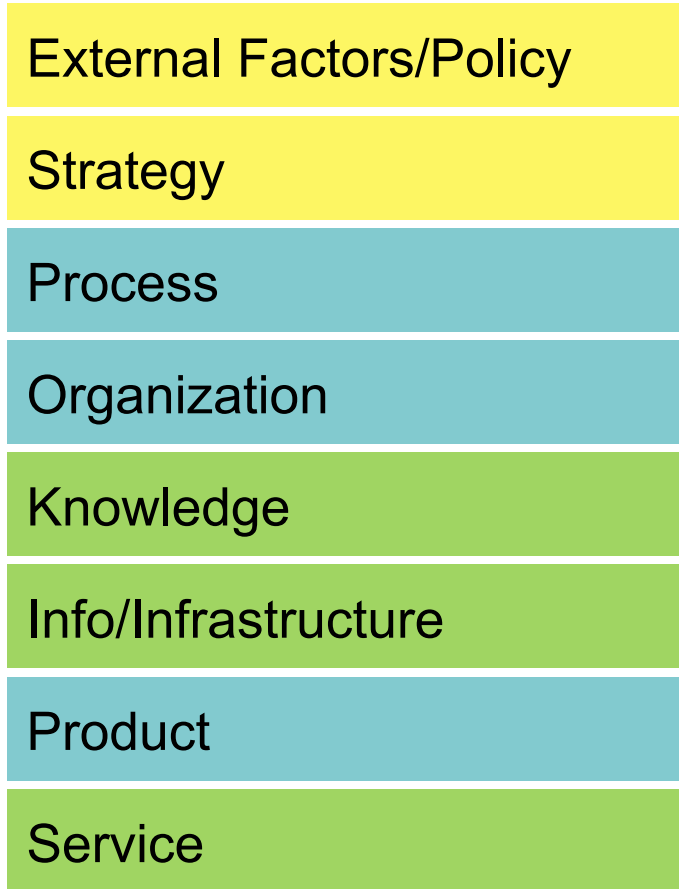 External Factors/Policy
Strategy
Process
Organization
Knowledge
Info/Infrastructure
Product
Service